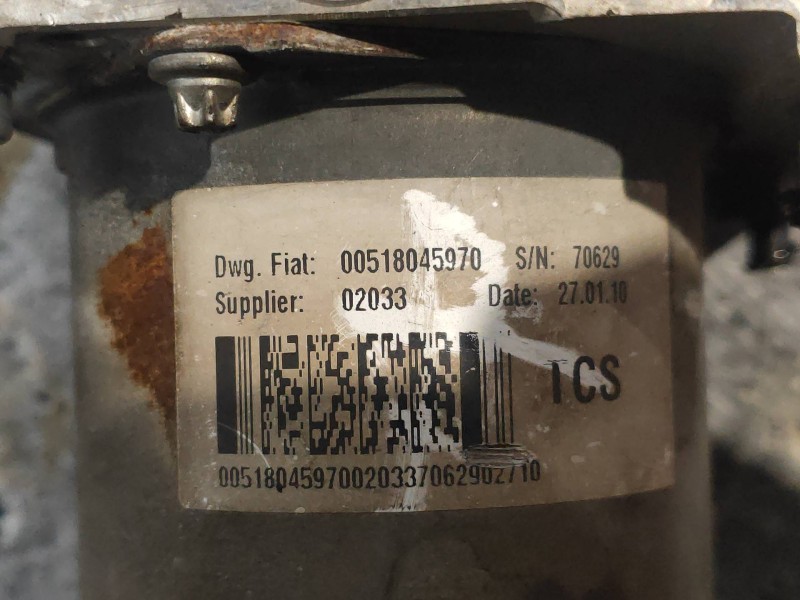 Dwg. Fiat: 00518045970 S/N: 70629
Supplier: 02033 Date: 27.01.10
TCS
00518045970020337062902710